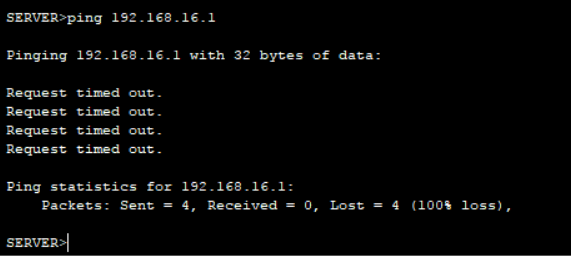 SERVER>ping 192.168.16.1
Pinging 192.168.16.1 with 32 bytes of data:
Request timed out.
Request timed out.
Request timed out.
Request timed out.
Ping statistics for 192.168.16.1:
    Packets: Sent = 4, Received = 0, Lost = 4 (100% loss),
SERVER>